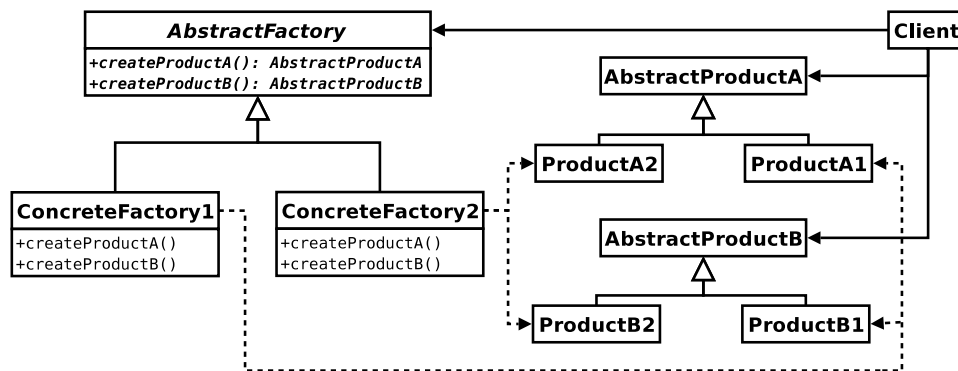 AbstractFactory
+createProductA(): AbstractProductA
+createProductB(): AbstractProductB
Client
AbstractProductA
ProductA2
ProductA1
ConcreteFactory1
+createProductA()
+createProductB()
ConcreteFactory2
+createProductA()
+createProductB()
AbstractProductB
ProductB2
ProductB1